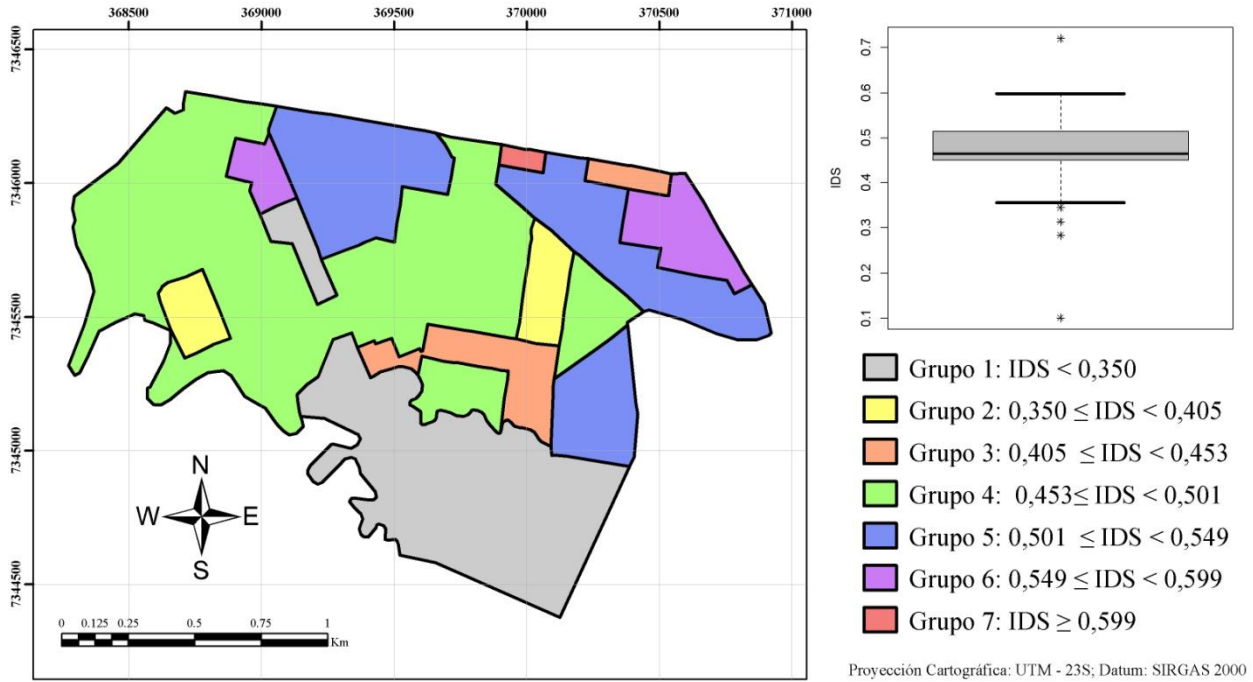 368500 369000 369500 370000 370500 371000
7346500
7346000
7345500
7345000
7344500
N
W E
S
0 0.125 0.25 0.5 0.75 1
Km
IDS
0.7
0.6
0.5
0.4
0.3
0.2
0.1
Grupo 1: IDS < 0,350
Grupo 2: 0,350 ≤ IDS < 0,405
Grupo 3: 0,405 ≤ IDS < 0,453
Grupo 4: 0,453≤ IDS < 0,501
Grupo 5: 0,501 ≤ IDS < 0,549
Grupo 6: 0,549 ≤ IDS < 0,599
Grupo 7: IDS ≥ 0,599
Proyección Cartográfica: UTM - 23S; Datum: SIRGAS 2000